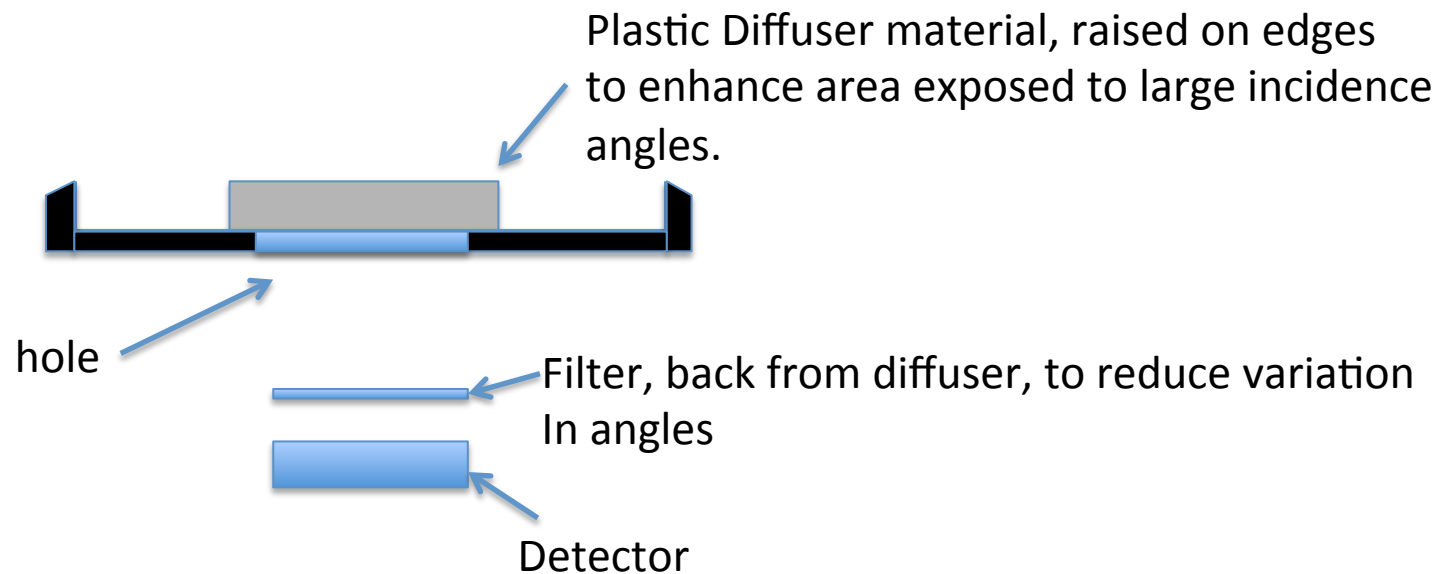 Plastic Diffuser material, raised on edges
to enhance area exposed to large incidence
angles.
hole
Filter, back from diffuser, to reduce variation
In angles
Detector